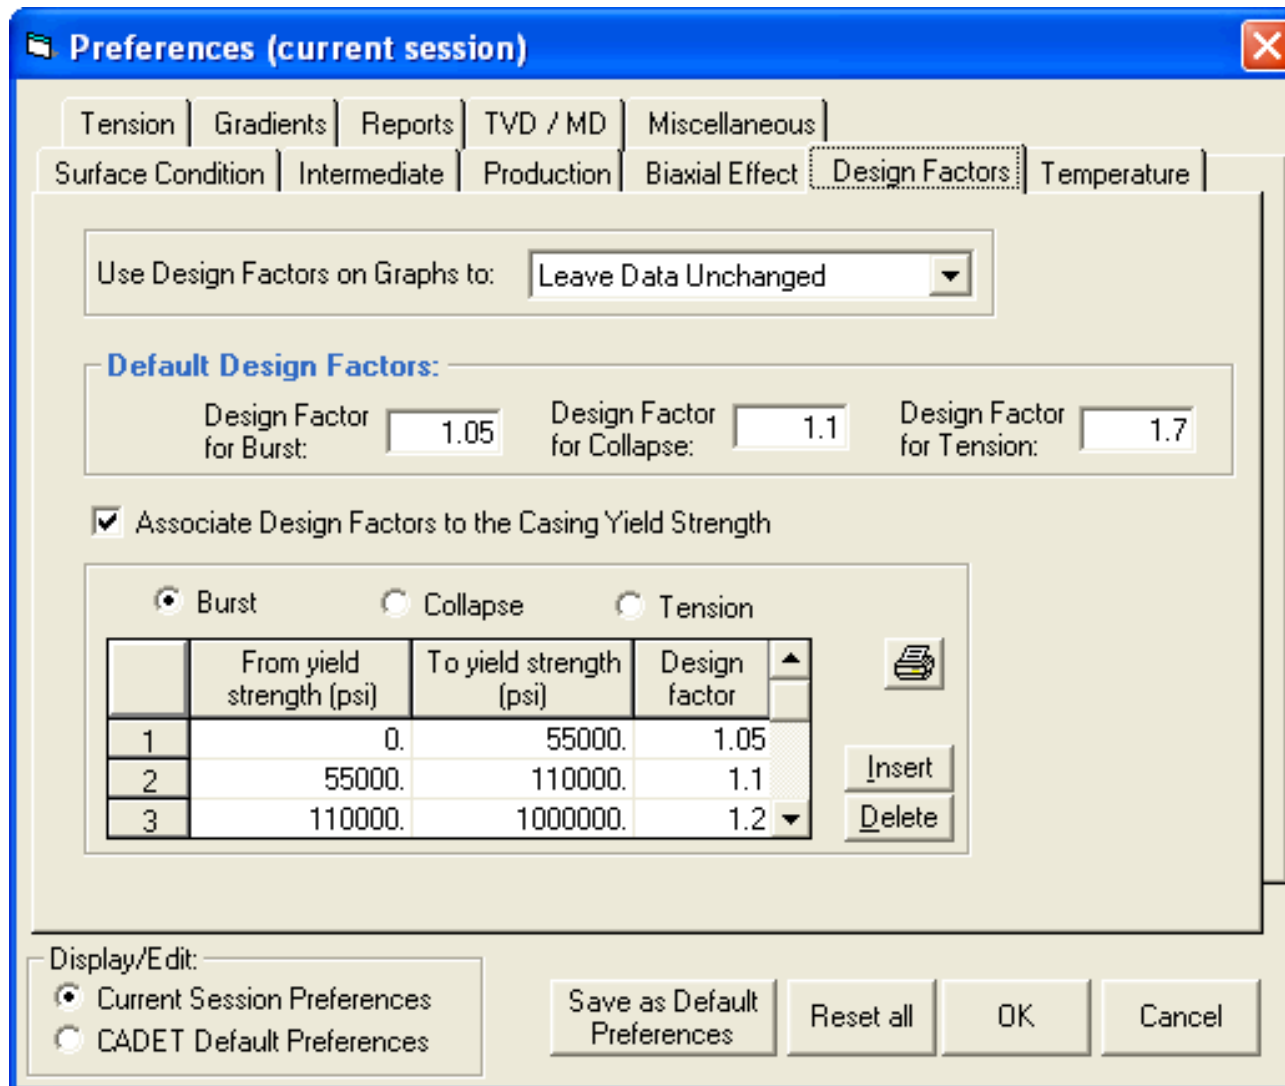 Preferences (current session)
Tension Gradients Reports TVD / MD Miscellaneous
Surface Condition Intermediate Production Biaxial Effect Design Factors Temperature
Use Design Factors on Graphs to: Leave Data Unchanged
Default Design Factors:
Design Factor for Burst: 1.05
Design Factor for Collapse: 1.1
Design Factor for Tension: 1.7
Associate Design Factors to the Casing Yield Strength
Burst Collapse Tension
From yield strength (psi) To yield strength (psi) Design factor
1 0. 55000. 1.05
2 55000. 110000. 1.1
3 110000. 1000000. 1.2
Insert
Delete
Display/Edit:
Current Session Preferences
CADET Default Preferences
Save as Default Preferences
Reset all
OK
Cancel